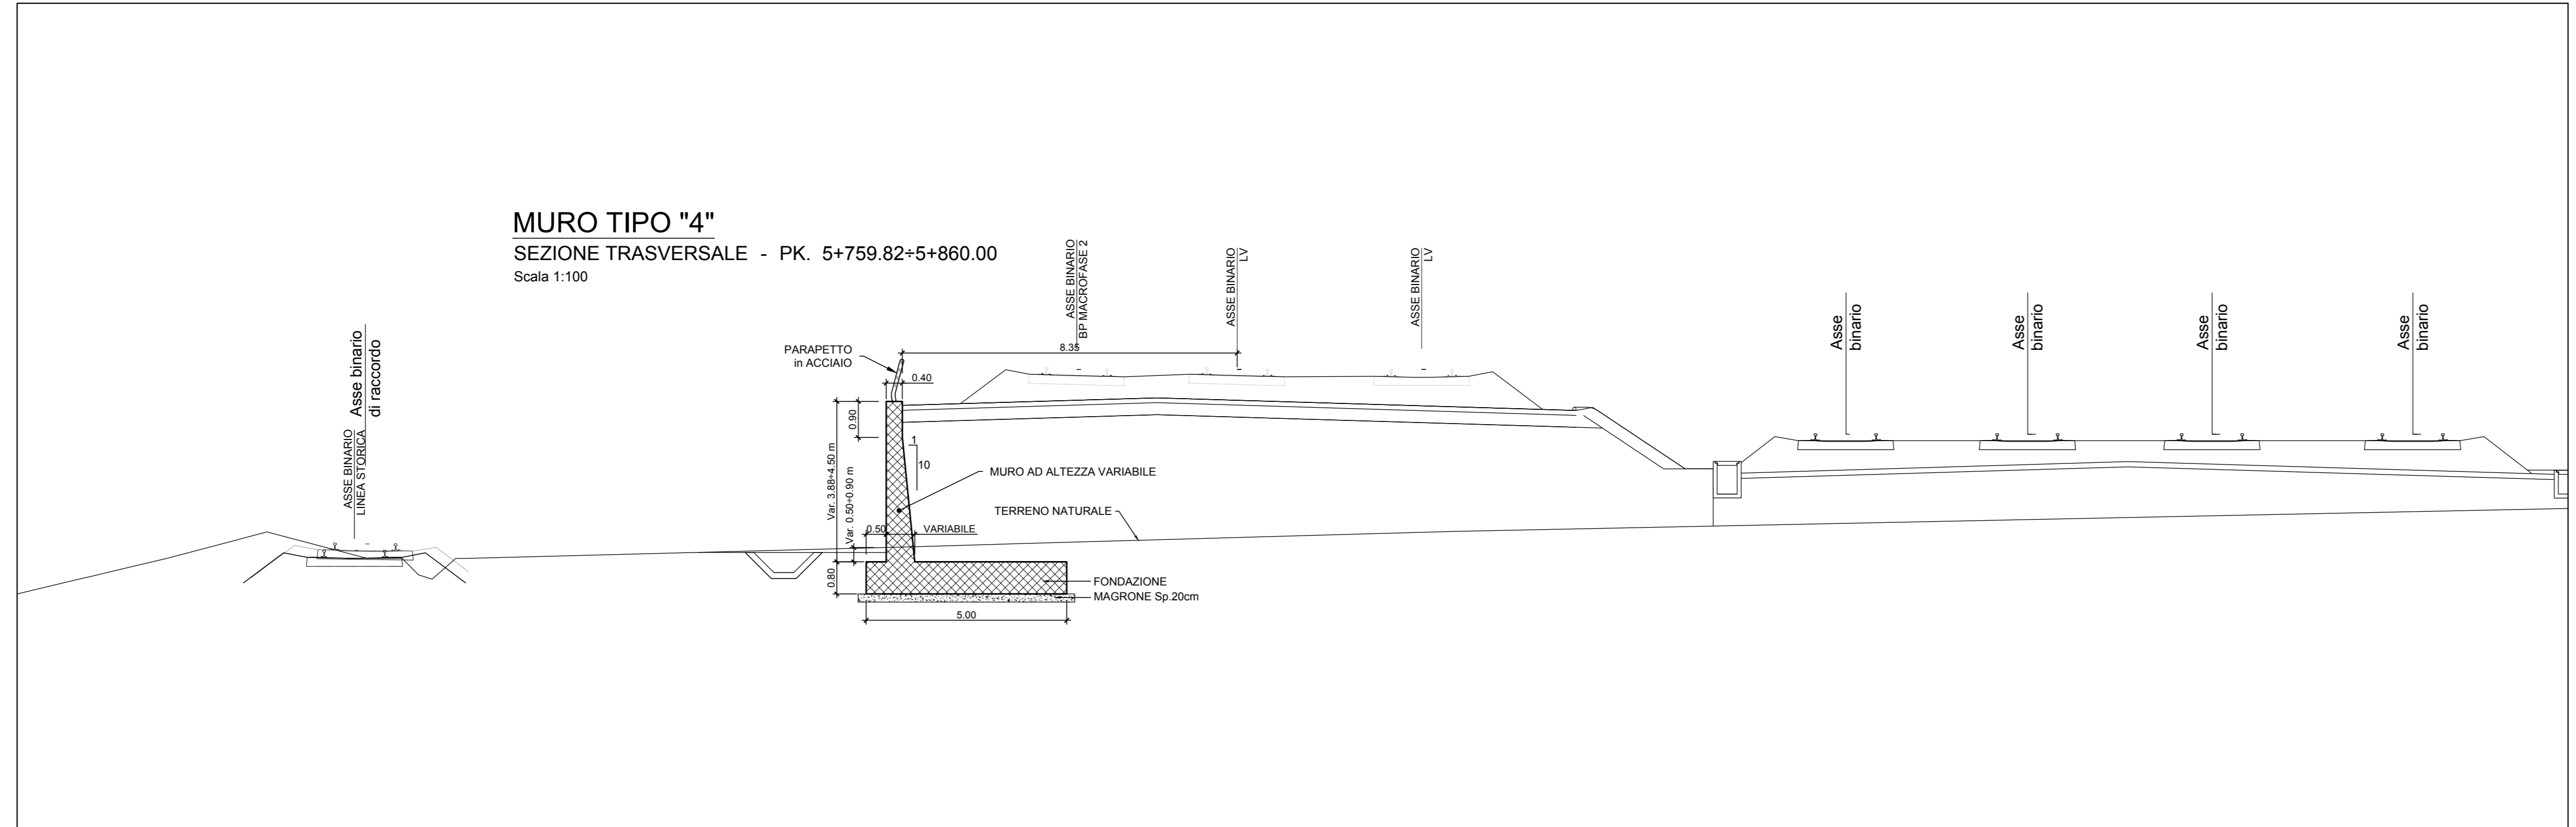 MURO TIPO "4"
SEZIONE TRASVERSALE - PK. 5+759.82÷5+860.00
Scala 1:100
ASSE BINARIO
LINEA STORICA
Asse binario
di raccordo
ASSE BINARIO
BP MACROFASE 2
ASSE BINARIO
LV
ASSE BINARIO
LV
Asse
binario
Asse
binario
Asse
binario
Asse
binario
PARAPETTO
in ACCIAIO
8.35
0.40
0.90
1
10
Var. 3.88÷4.50 m
Var. 0.50÷0.90 m
MURO AD ALTEZZA VARIABILE
TERRENO NATURALE
0.50
VARIABILE
0.80
FONDAZIONE
MAGRONE Sp.20cm
5.00